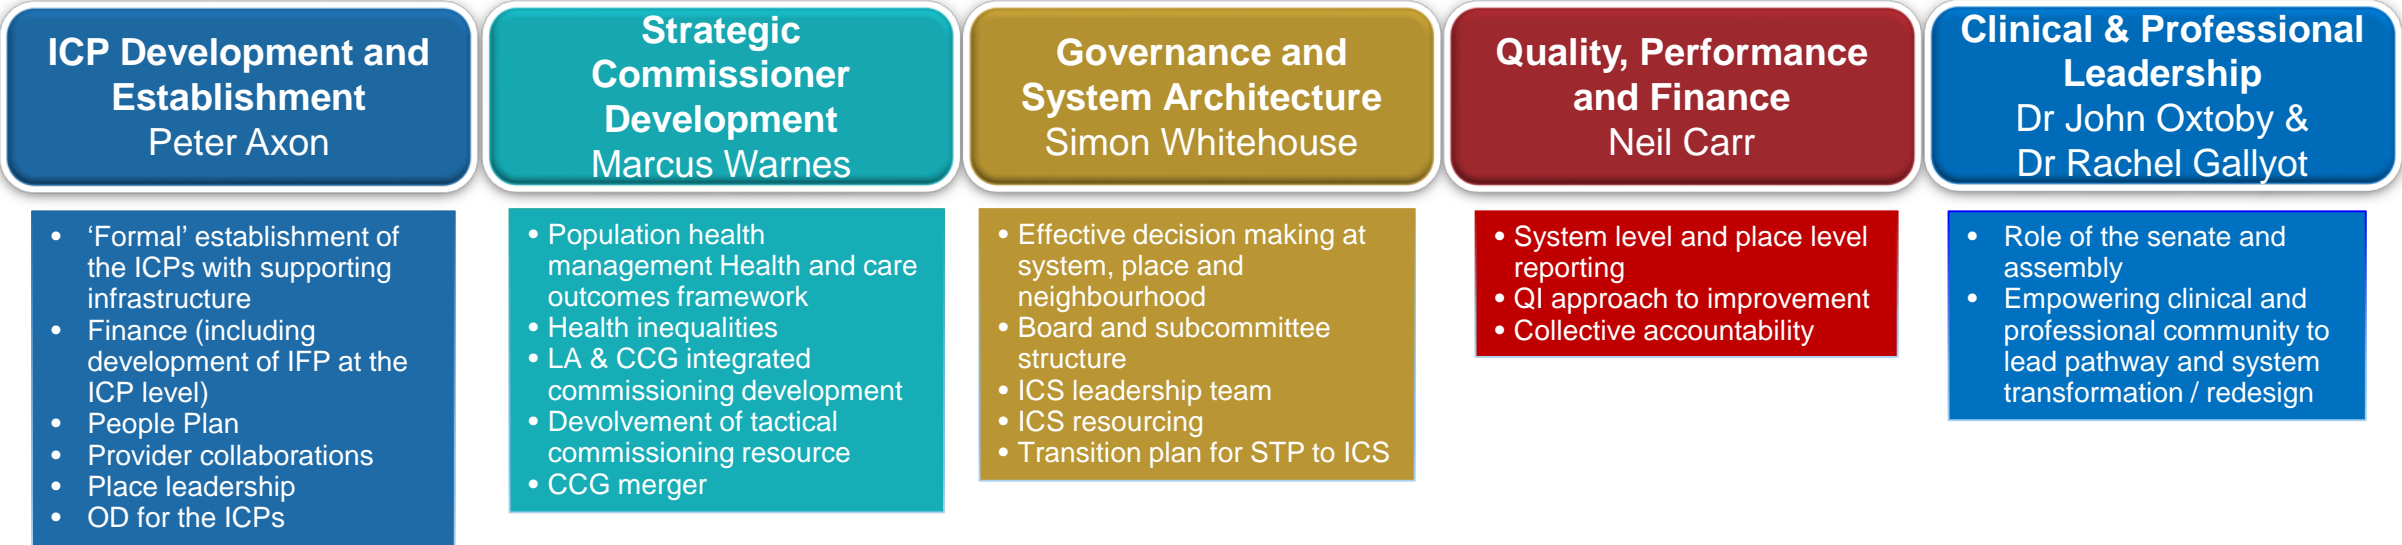 ICP Development and
Establishment
Peter Axon
Strategic
Commissioner
Development
Marcus Warnes
Governance and
System Architecture
Simon Whitehouse
Quality, Performance
and Finance
Neil Carr
Clinical & Professional
Leadership
Dr John Oxtoby &
Dr Rachel Gallyot
• ‘Formal’ establishment of
the ICPs with supporting
infrastructure
• Finance (including
development of IFP at the
ICP level)
• People Plan
• Provider collaborations
• Place leadership
• OD for the ICPs
• Population health
management Health and care
outcomes framework
• Health inequalities
• LA & CCG integrated
commissioning development
• Devolvement of tactical
commissioning resource
• CCG merger
• Effective decision making at
system, place and
neighbourhood
• Board and subcommittee
structure
• ICS leadership team
• ICS resourcing
• Transition plan for STP to ICS
• System level and place level
reporting
• QI approach to improvement
• Collective accountability
• Role of the senate and
assembly
• Empowering clinical and
professional community to
lead pathway and system
transformation / redesign